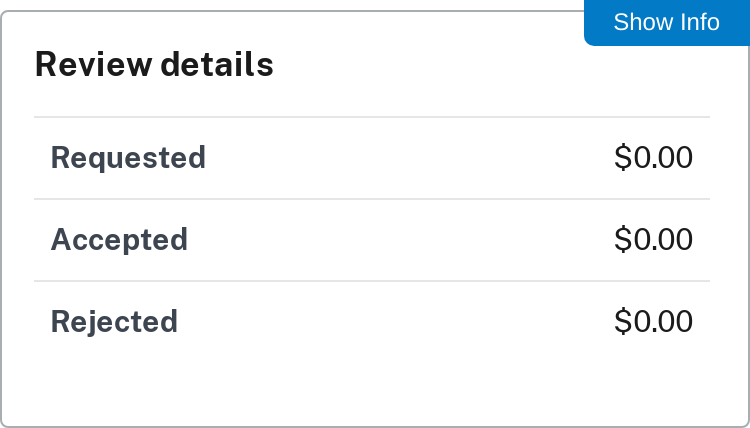 Show Info
Review details
Requested $0.00
Accepted $0.00
Rejected $0.00